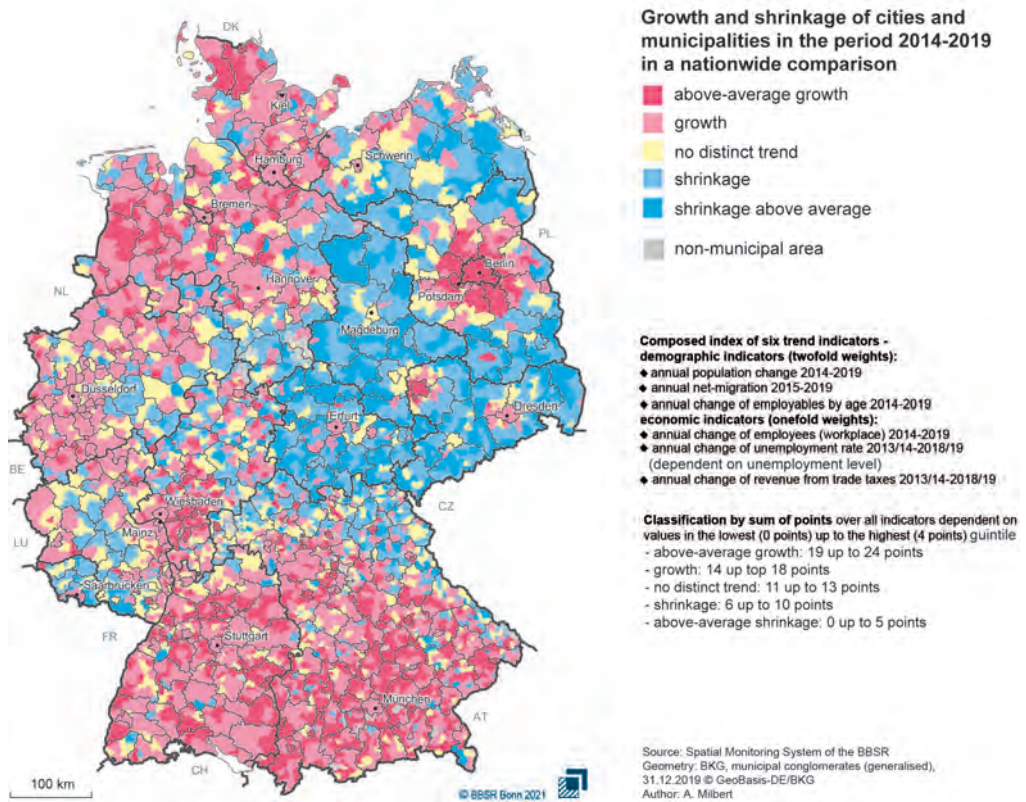 Growth and shrinkage of cities and
municipalities in the period 2014-2019
in a nationwide comparison
above-average growth
growth
no distinct trend
shrinkage
shrinkage above average
non-municipal area
Composed index of six trend indicators -
demographic indicators (twofold weights):
◆ annual population change 2014-2019
◆ annual net-migration 2015-2019
◆ annual change of employables by age 2014-2019
economic indicators (onefold weights):
◆ annual change of employees (workplace) 2014-2019
◆ annual change of unemployment rate 2013/14-2018/19
(dependent on unemployment level)
◆ annual change of revenue from trade taxes 2013/14-2018/19
Classification by sum of points over all indicators dependent on
values in the lowest (0 points) up to the highest (4 points) guintile
- above-average growth: 19 up to 24 points
- growth: 14 up top 18 points
- no distinct trend: 11 up to 13 points
- shrinkage: 6 up to 10 points
- above-average shrinkage: 0 up to 5 points
Source: Spatial Monitoring System of the BBSR
Geometry: BKG, municipal conglomerates (generalised),
31.12.2019 © GeoBasis-DE/BKG
Author: A. Milbert
DK
Kiel
Schwerin
Hamburg
Bremen
PL
Berlin
Hannover
Potsdam
NL
Magdeburg
Düsseldorf
Dresden
Erfurt
BE
Wiesbaden
CZ
Mainz
LU
Saarbrücken
FR
Stuttgart
München
AT
CH
100 km
© BBSR Bonn 2021